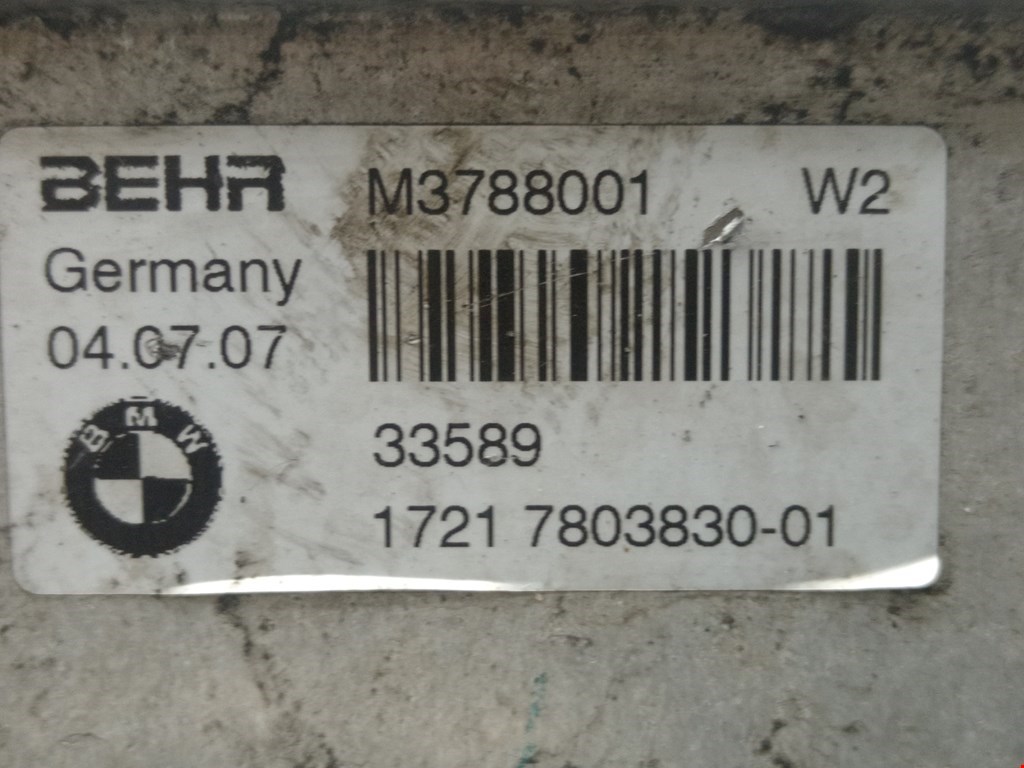 BEHR M3788001 W2
Germany
04.07.07
BMW
33589
1721 7803830-01